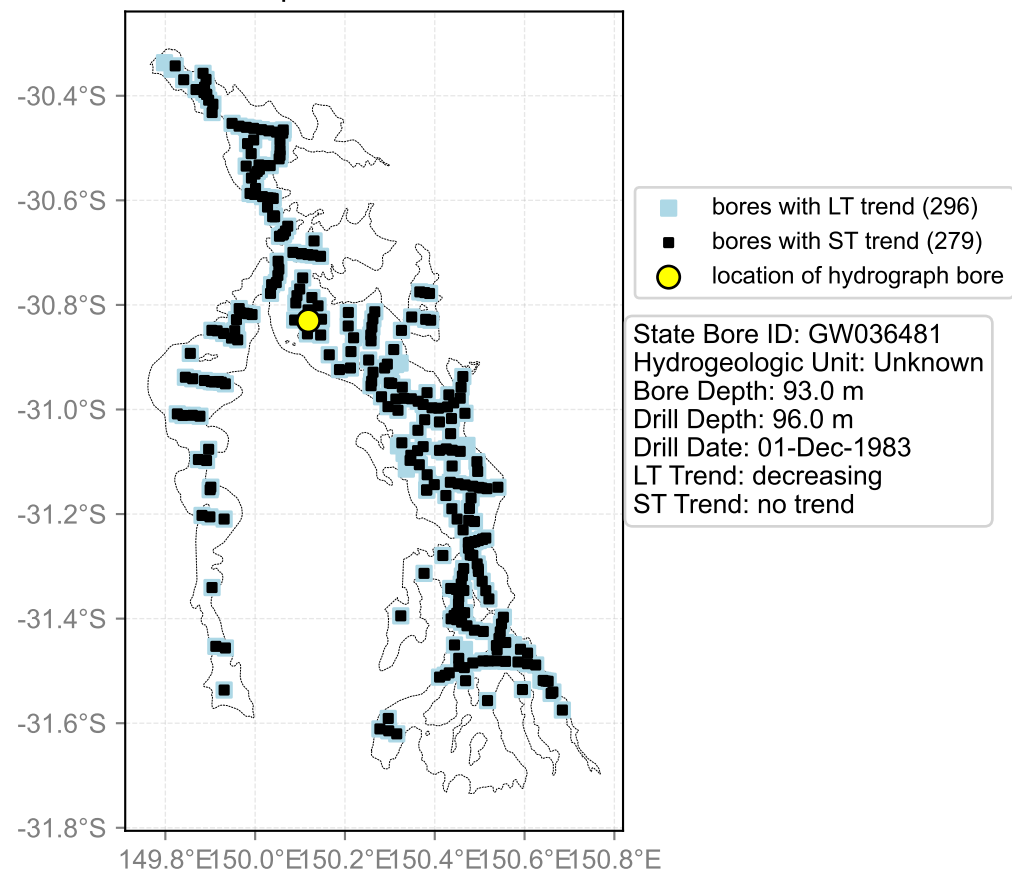 -30.4°S
-30.6°S
-30.8°S
-31.0°S
-31.2°S
-31.4°S
-31.6°S
-31.8°S
149.8°E150.0°E150.2°E150.4°E150.6°E150.8°E
bores with LT trend (296)
bores with ST trend (279)
location of hydrograph bore
State Bore ID: GW036481
Hydrogeologic Unit: Unknown
Bore Depth: 93.0 m
Drill Depth: 96.0 m
Drill Date: 01-Dec-1983
LT Trend: decreasing
ST Trend: no trend